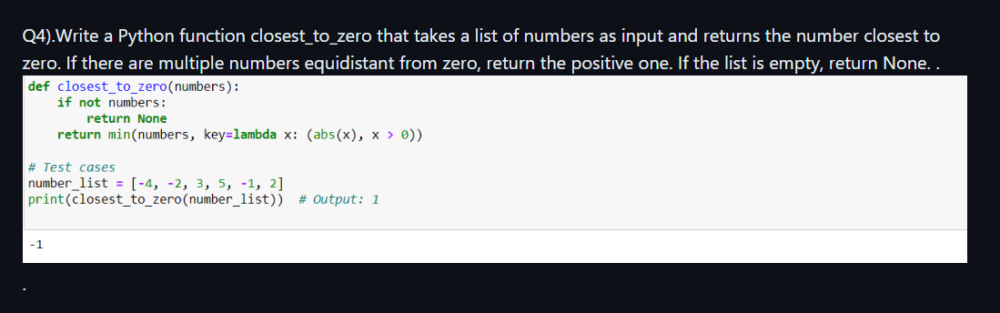 Q4).Write a Python function closest_to_zero that takes a list of numbers as input and returns the number closest to
zero. If there are multiple numbers equidistant from zero, return the positive one. If the list is empty, return None. .
def closest_to_zero(numbers):
    if not numbers:
        return None
    return min(numbers, key=lambda x: (abs(x), x > 0))

# Test cases
number_list = [-4, -2, 3, 5, -1, 2]
print(closest_to_zero(number_list))  # Output: 1
-1
.